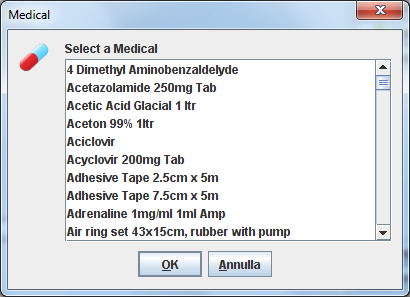 Medical
Select a Medical
4 Dimethyl Aminobenzaldelyde
Acetazolamide 250mg Tab
Acetic Acid Glacial 1 ltr
Aceton 99% 1ltr
Aciclovir
Acyclovir 200mg Tab
Adhesive Tape 2.5cm x 5m
Adhesive Tape 7.5cm x 5m
Adrenaline 1mg/ml 1ml Amp
Air ring set 43x15cm, rubber with pump
OK Annulla